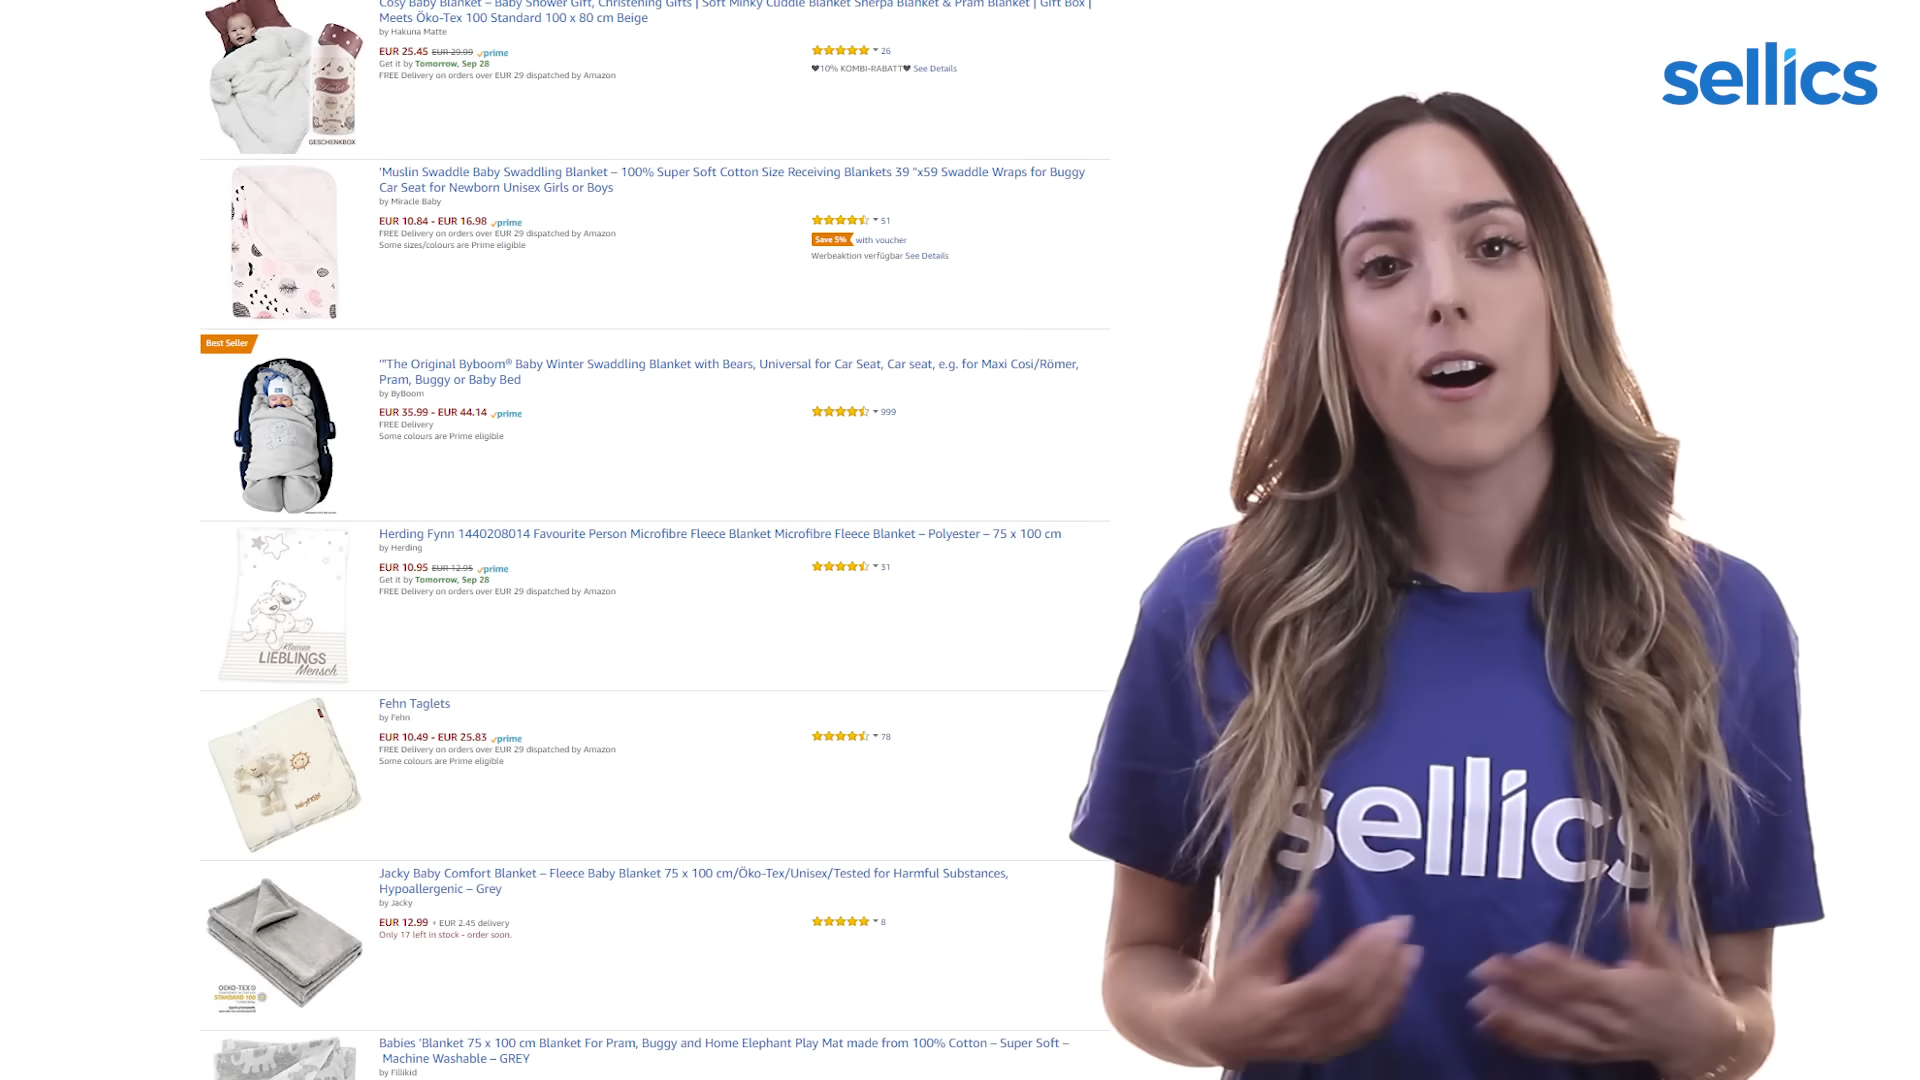 Cosy Baby Blanket – Baby Shower Gift, Christening Gifts | Soft Minky Cuddle Blanket Sherpa Blanket & Pram Blanket | Gift Box |
Meets Öko-Tex 100 Standard 100 x 80 cm Beige
by Hakuna Matte
EUR 25.45 EUR 29.99 prime
26
Get it by Tomorrow, Sep 28
FREE Delivery on orders over EUR 29 dispatched by Amazon
♥10% KOMBI-RABATT♥ See Details
GESCHENKBOX
sellics
'Muslin Swaddle Baby Swaddling Blanket – 100% Super Soft Cotton Size Receiving Blankets 39 "x59 Swaddle Wraps for Buggy
Car Seat for Newborn Unisex Girls or Boys
by Miracle Baby
EUR 10.84 - EUR 16.98 prime
51
FREE Delivery on orders over EUR 29 dispatched by Amazon
Some sizes/colours are Prime eligible
Save 5% with voucher
Werbeaktion verfügbar See Details
Best Seller
'"The Original Byboom® Baby Winter Swaddling Blanket with Bears, Universal for Car Seat, Car seat, e.g. for Maxi Cosi/Römer,
Pram, Buggy or Baby Bed
by ByBoom
EUR 35.99 - EUR 44.14 prime
999
FREE Delivery
Some colours are Prime eligible
Herding Fynn 1440208014 Favourite Person Microfibre Fleece Blanket Microfibre Fleece Blanket – Polyester – 75 x 100 cm
by Herding
EUR 10.95 EUR 12.95 prime
31
Get it by Tomorrow, Sep 28
FREE Delivery on orders over EUR 29 dispatched by Amazon
Kleiner
LIEBLINGS
Mensch
Fehn Taglets
by Fehn
EUR 10.49 - EUR 25.83 prime
78
FREE Delivery on orders over EUR 29 dispatched by Amazon
Some colours are Prime eligible
Jacky Baby Comfort Blanket – Fleece Baby Blanket 75 x 100 cm/Öko-Tex/Unisex/Tested for Harmful Substances,
Hypoallergenic – Grey
by Jacky
EUR 12.99 + EUR 2.45 delivery
8
Only 17 left in stock - order soon.
OEKO-TEX®
STANDARD 100
Babies 'Blanket 75 x 100 cm Blanket For Pram, Buggy and Home Elephant Play Mat made from 100% Cotton – Super Soft –
Machine Washable – GREY
by Fillikid
sellics